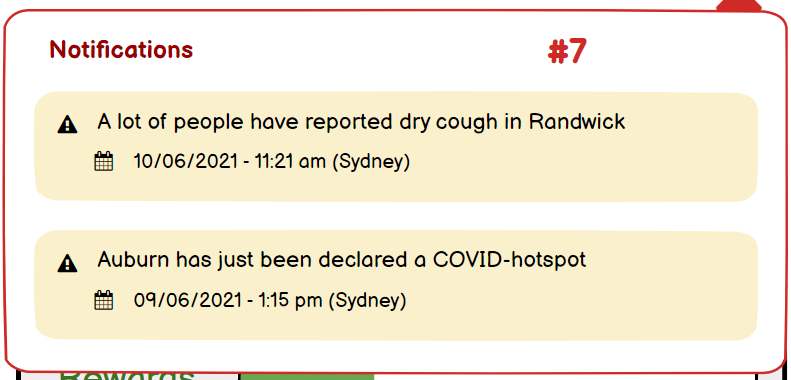 Notifications #7
A lot of people have reported dry cough in Randwick
10/06/2021 - 11:21 am (Sydney)
Auburn has just been declared a COVID-hotspot
09/06/2021 - 1:15 pm (Sydney)
Rewards